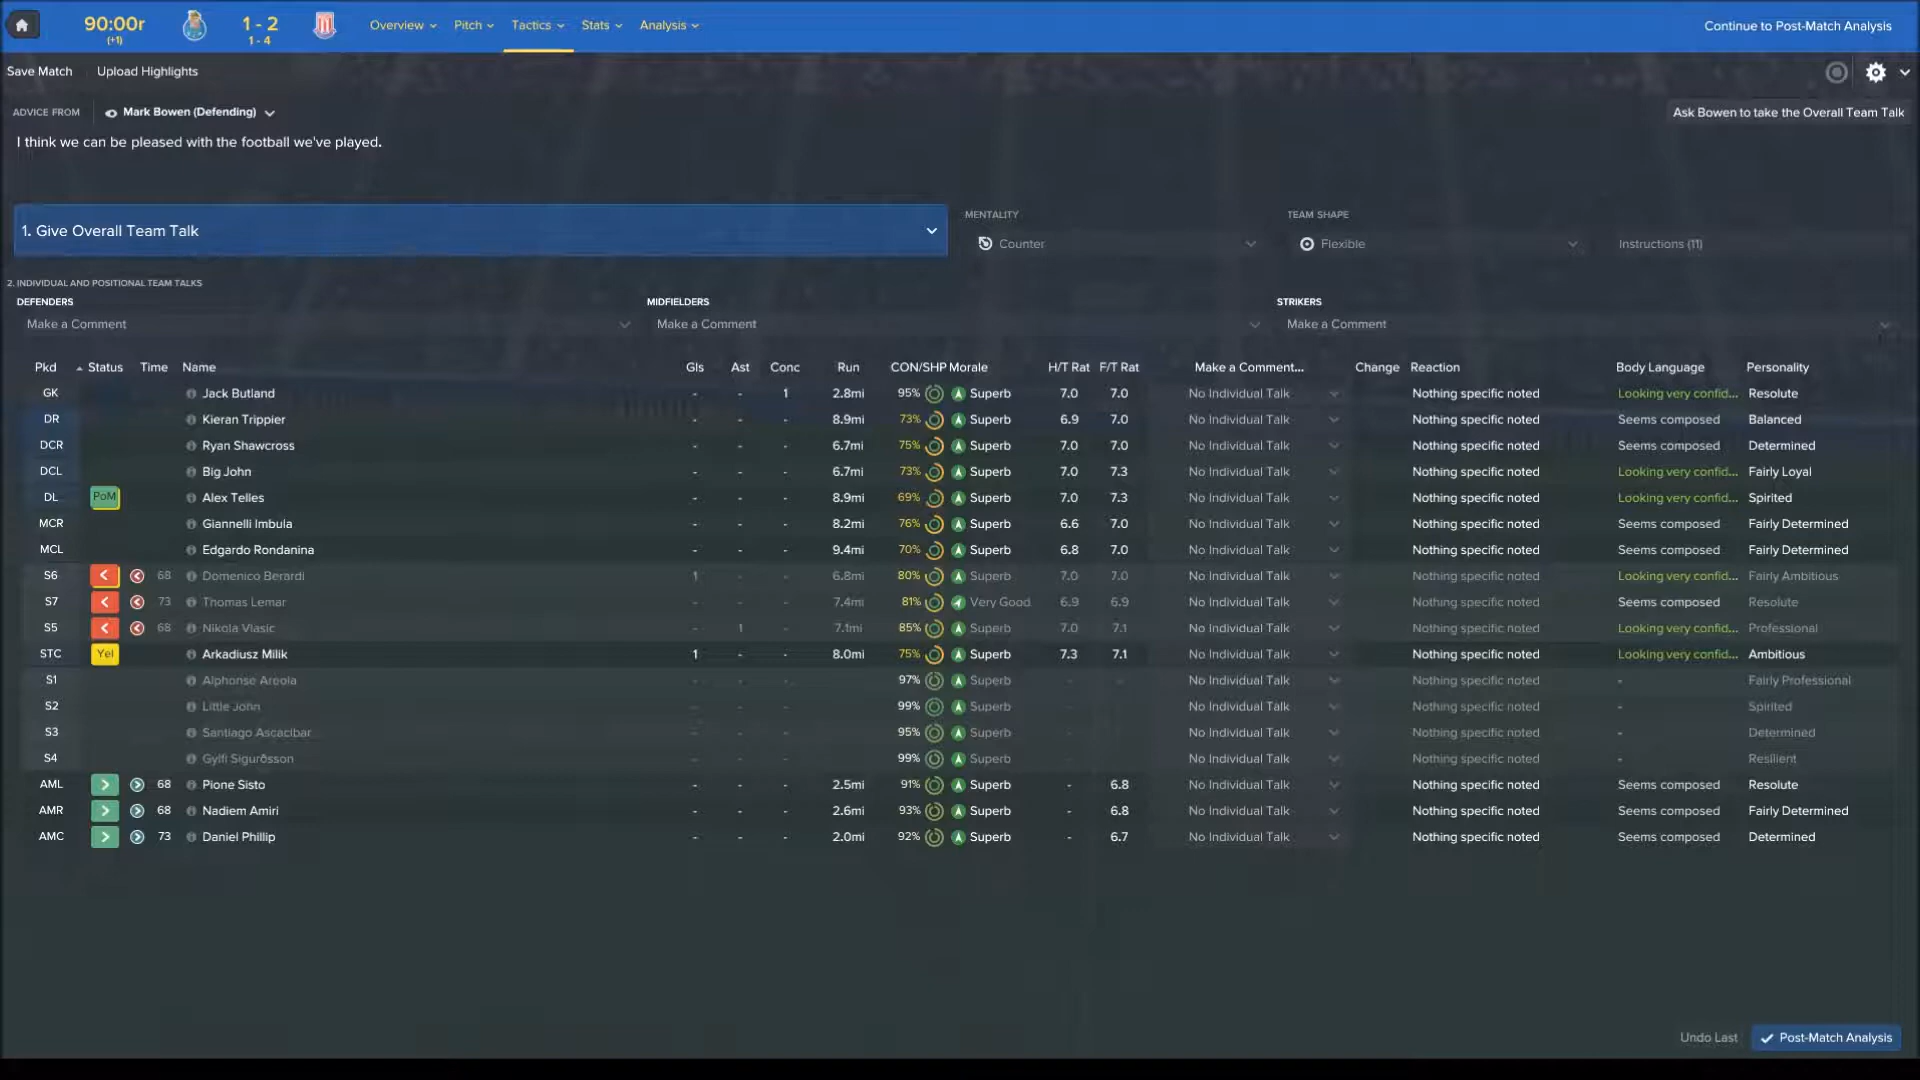 90:00r 1 - 2 Overview Pitch Tactics Stats Analysis Continue to Post-Match Analysis
(+1) 1 - 4
Save Match Upload Highlights
ADVICE FROM Mark Bowen (Defending) Ask Bowen to take the Overall Team Talk
I think we can be pleased with the football we've played.
MENTALITY TEAM SHAPE
1. Give Overall Team Talk Counter Flexible Instructions (11)
2. INDIVIDUAL AND POSITIONAL TEAM TALKS
DEFENDERS MIDFIELDERS STRIKERS
Make a Comment Make a Comment Make a Comment
Pkd Status Time Name Gls Ast Conc Run CON/SHP Morale H/T Rat F/T Rat Make a Comment... Change Reaction Body Language Personality
GK Jack Butland - - 1 2.8mi 95% Superb 7.0 7.0 No Individual Talk Nothing specific noted Looking very confid... Resolute
DR Kieran Trippier - - - 8.9mi 73% Superb 6.9 7.0 No Individual Talk Nothing specific noted Seems composed Balanced
DCR Ryan Shawcross - - - 6.7mi 75% Superb 7.0 7.0 No Individual Talk Nothing specific noted Seems composed Determined
DCL Big John - - - 6.7mi 73% Superb 7.0 7.3 No Individual Talk Nothing specific noted Looking very confid... Fairly Loyal
DL PoM Alex Telles - - - 8.9mi 69% Superb 7.0 7.3 No Individual Talk Nothing specific noted Looking very confid... Spirited
MCR Giannelli Imbula - - - 8.2mi 76% Superb 6.6 7.0 No Individual Talk Nothing specific noted Seems composed Fairly Determined
MCL Edgardo Rondanina - - - 9.4mi 70% Superb 6.8 7.0 No Individual Talk Nothing specific noted Seems composed Fairly Determined
S6 68 Domenico Berardi 1 - - 6.8mi 80% Superb 7.0 7.0 No Individual Talk Nothing specific noted Looking very confid... Fairly Ambitious
S7 73 Thomas Lemar - - - 7.4mi 81% Very Good 6.9 6.9 No Individual Talk Nothing specific noted Seems composed Resolute
S5 68 Nikola Vlasic - 1 - 7.1mi 85% Superb 7.0 7.1 No Individual Talk Nothing specific noted Looking very confid... Professional
STC Yel Arkadiusz Milik 1 - - 8.0mi 75% Superb 7.3 7.1 No Individual Talk Nothing specific noted Looking very confid... Ambitious
S1 Alphonse Areola - - - 97% Superb - - No Individual Talk Nothing specific noted - Fairly Professional
S2 Little John - - - 99% Superb - - No Individual Talk Nothing specific noted - Spirited
S3 Santiago Ascacibar - - - 95% Superb - - No Individual Talk Nothing specific noted - Determined
S4 Gylfi Sigurðsson - - - 99% Superb - - No Individual Talk Nothing specific noted - Resilient
AML 68 Pione Sisto - - - 2.5mi 91% Superb - 6.8 No Individual Talk Nothing specific noted Seems composed Resolute
AMR 68 Nadiem Amiri - - - 2.6mi 93% Superb - 6.8 No Individual Talk Nothing specific noted Seems composed Fairly Determined
AMC 73 Daniel Phillip - - - 2.0mi 92% Superb - 6.7 No Individual Talk Nothing specific noted Seems composed Determined
Undo Last Post-Match Analysis